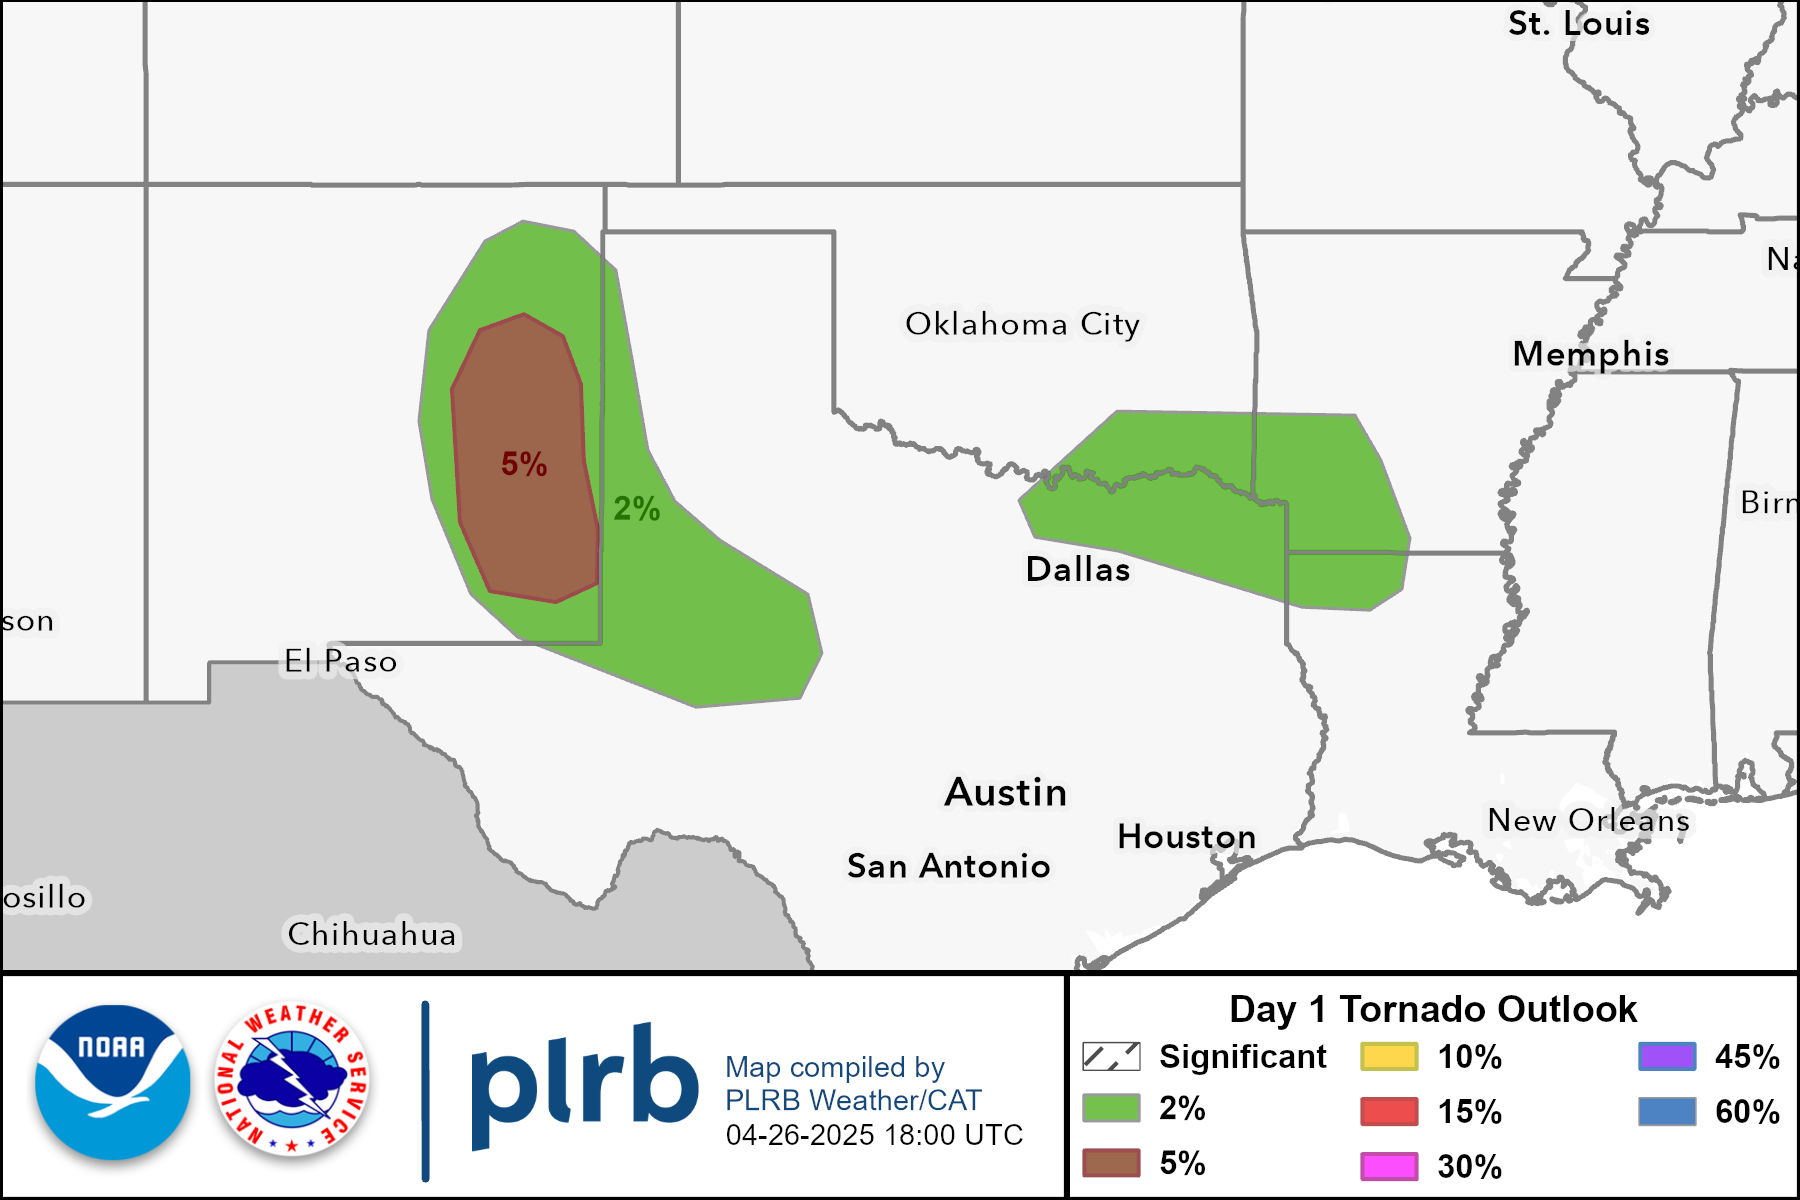 St. Louis
Na
Oklahoma City
Memphis
5%
2%
Birn
Dallas
son
El Paso
Austin
Houston
New Orleans
San Antonio
osillo
Chihuahua
NOAA
NATIONAL WEATHER SERVICE
plrb
Map compiled by
PLRB Weather/CAT
04-26-2025 18:00 UTC
Day 1 Tornado Outlook
Significant
2%
5%
10%
15%
30%
45%
60%